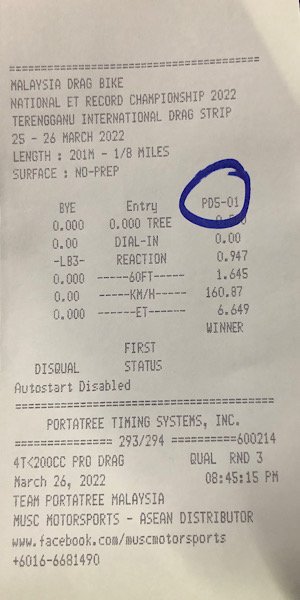 =================================
MALAYSIA DRAG BIKE
NATIONAL ET RECORD CHAMPIONSHIP 2022
TERENGGANU INTERNATIONAL DRAG STRIP
25 - 26 MARCH 2022
LENGTH : 201M - 1/8 MILES
SURFACE : NO-PREP
BYE Entry PD5-01
0.000 0.000 TREE
0.00 DIAL-IN 0.00
-LB3- REACTION 0.947
0.000 ------60FT----- 1.645
0.00 ------KM/H----- 160.87
0.000 ------ET------- 6.649
WINNER
FIRST
DISQUAL STATUS
Autostart Disabled
=================================
PORTATREE TIMING SYSTEMS, INC.
============== 293/294 ==========600214
4T<200CC PRO DRAG QUAL RND 3
March 26, 2022 08:45:15 PM
TEAM PORTATREE MALAYSIA
MUSC MOTORSPORTS - ASEAN DISTRIBUTOR
www.facebook.com/muscmotorsports
+6016-6681490